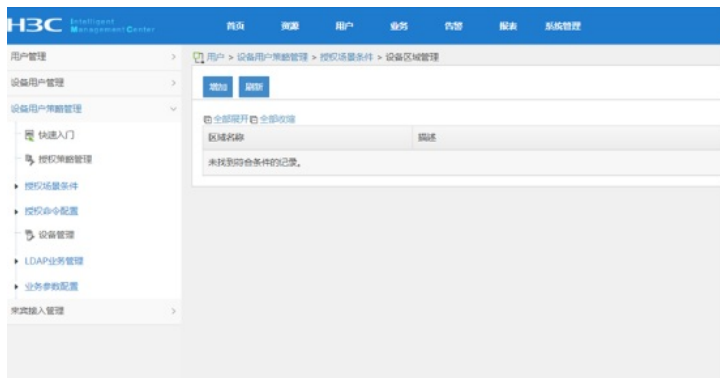 H3C Intelligent Management Center
首页 资源 用户 业务 告警 报表 系统管理
用户管理
用户 > 设备用户策略管理 > 授权场景条件 > 设备区域管理
设备用户管理
增加 刷新
设备用户策略管理
全部展开 全部收缩
快速入门
区域名称 描述
授权策略管理
未找到符合条件的记录。
授权场景条件
授权命令配置
设备管理
LDAP业务管理
业务参数配置
来宾接入管理